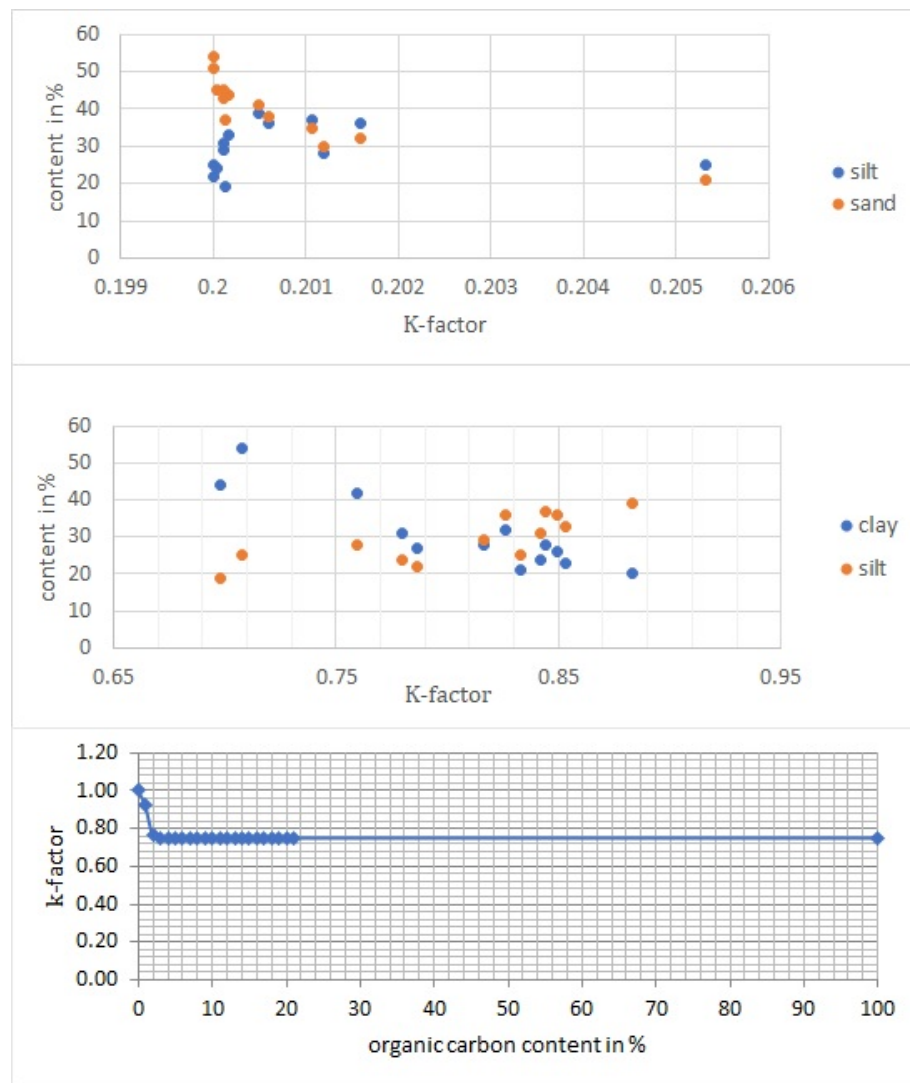 60
50
40
30
20
10
0
content in %
0.199 0.2 0.201 0.202 0.203 0.204 0.205 0.206
K-factor
silt
sand
60
50
40
30
20
10
0
content in %
0.65 0.75 0.85 0.95
K-factor
clay
silt
1.20
1.00
0.80
0.60
0.40
0.20
0.00
k-factor
0 10 20 30 40 50 60 70 80 90 100
organic carbon content in %